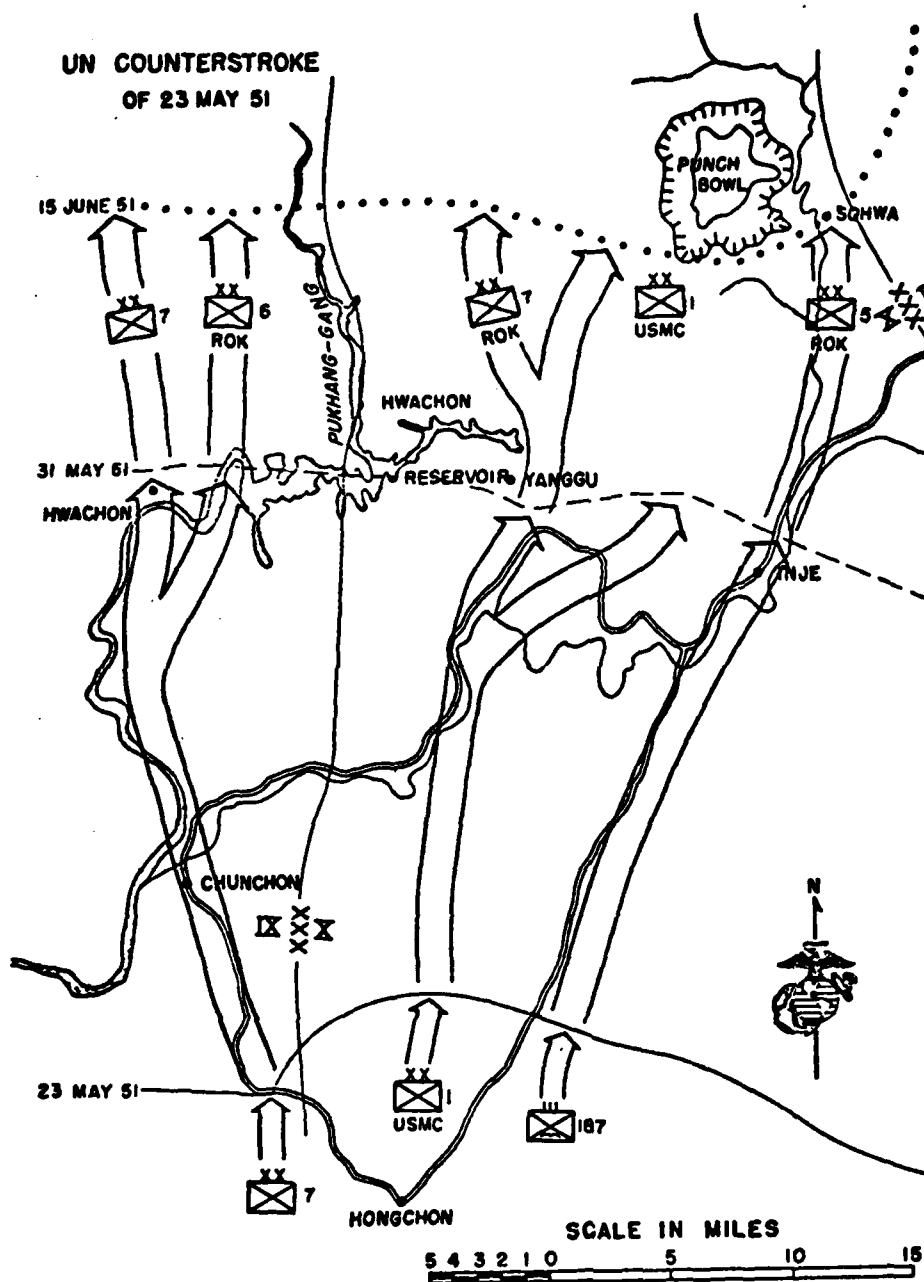 UN COUNTERSTROKE
OF 23 MAY 51
PUNCH
BOWL
15 JUNE 51
SOHWA
XX
7
XX
6
ROK
PUKHANG-GANG
XX
7
ROK
XX
1
USMC
XX
5
ROK
HWACHON
31 MAY 51
RESERVOIR
YANGGU
HWACHON
INJE
CHUNCHON
IX
XXX
X
N
23 MAY 51
XX
1
USMC
III
187
XX
7
HONGCHON
SCALE IN MILES
5 4 3 2 1 0 5 10 15